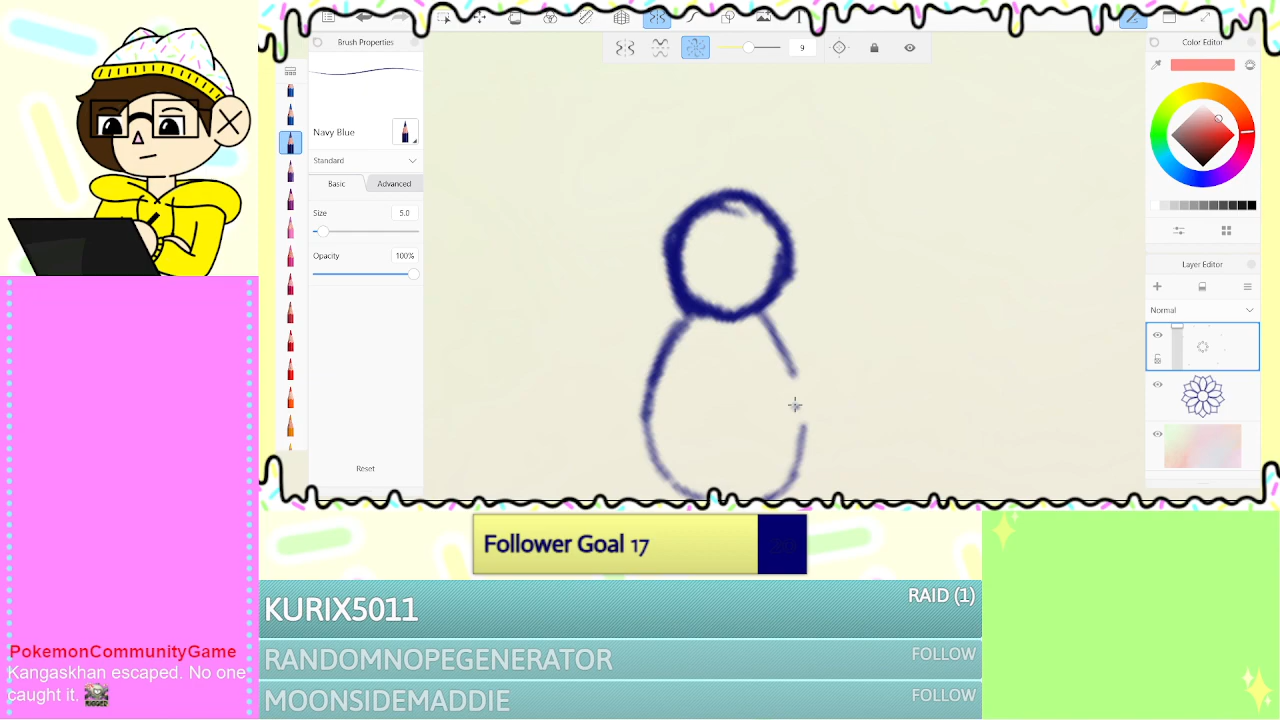 Brush Properties
9
Color Editor
Navy Blue
Standard
Basic
Advanced
Size
5.0
Opacity
100%
Reset
Layer Editor
Normal
Follower Goal 17
KURIX5011
RAID (1)
RANDOMNOPEGENERATOR
FOLLOW
MOONSIDEMADDIE
FOLLOW
PokemonCommunityGame
Kangaskhan escaped. No one
caught it.